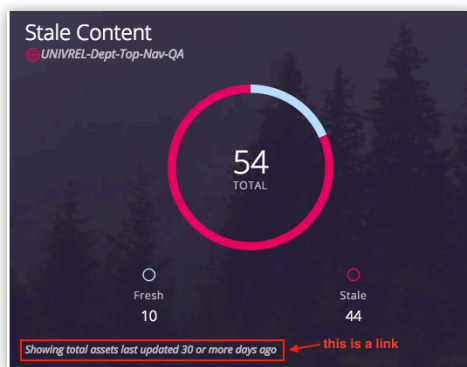 Stale Content
UNIVREL-Dept-Top-Nav-QA
54
TOTAL
Fresh
Stale
10
44
Showing total assets last updated 30 or more days ago
this is a link